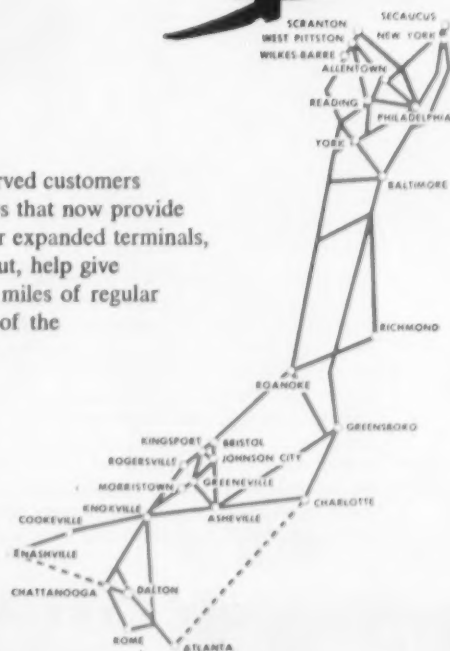 SECAUCUS
SCRANTON
WEST PITTSTON
NEW YORK
WILKES-BARRE
ALLENTOWN
READING
PHILADELPHIA
YORK
BALTIMORE
rved customers
s that now provide
r expanded terminals,
ut, help give
miles of regular
of the
RICHMOND
ROANOKE
GREENSBORO
KINGSPORT
BRISTOL
ROGERSVILLE
JOHNSON CITY
MORRISTOWN
GREENEVILLE
KNOXVILLE
CHARLOTTE
ASHEVILLE
COOKEVILLE
NASHVILLE
CHATTANOOGA
DALTON
ROME
ATLANTA